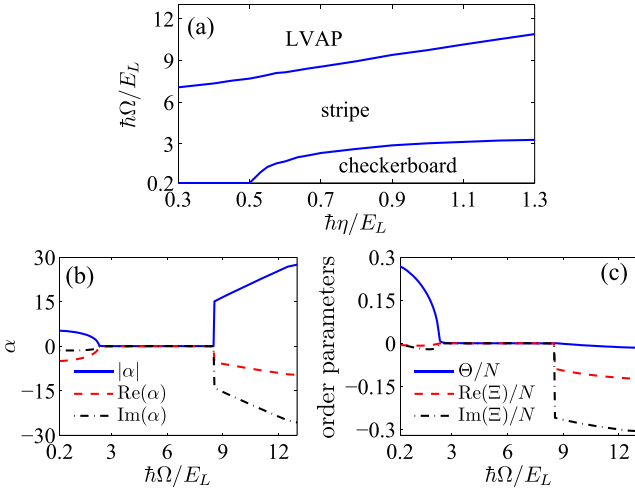 (a)
LVAP
stripe
checkerboard
ħΩ/E_L
12
9
6
3
0.2
0.3 0.5 0.7 0.9 1.1 1.3
ħη/E_L
(b)
α
30
15
0
−15
−30
|α|
Re(α)
Im(α)
0.2 3 6 9 12
ħΩ/E_L
(c)
order parameters
0.3
0.15
0
−0.15
−0.3
Θ/N
Re(Ξ)/N
Im(Ξ)/N
0.2 3 6 9 12
ħΩ/E_L